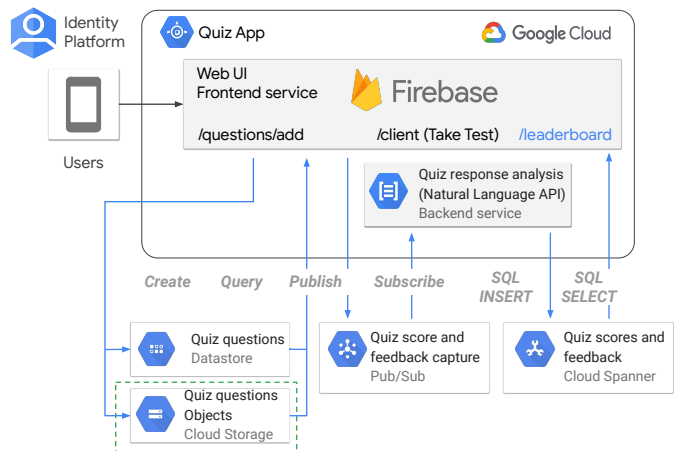 Identity
Platform
Quiz App
Google Cloud
Web UI
Frontend service
Firebase
/questions/add
/client (Take Test)
/leaderboard
Users
Quiz response analysis
(Natural Language API)
Backend service
Create
Query
Publish
Subscribe
SQL
INSERT
SQL
SELECT
Quiz questions
Datastore
Quiz score and
feedback capture
Pub/Sub
Quiz scores and
feedback
Cloud Spanner
Quiz questions
Objects
Cloud Storage